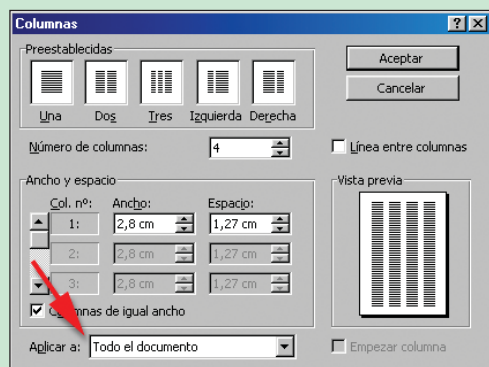 Columnas
Preestablecidas
Una Dos Tres Izquierda Derecha
Aceptar
Cancelar
Número de columnas: 4
Línea entre columnas
Ancho y espacio
Col. nº: Ancho: Espacio:
1: 2,8 cm 1,27 cm
2: 2,8 cm 1,27 cm
3: 2,8 cm 1,27 cm
Columnas de igual ancho
Vista previa
Aplicar a: Todo el documento
Empezar columna